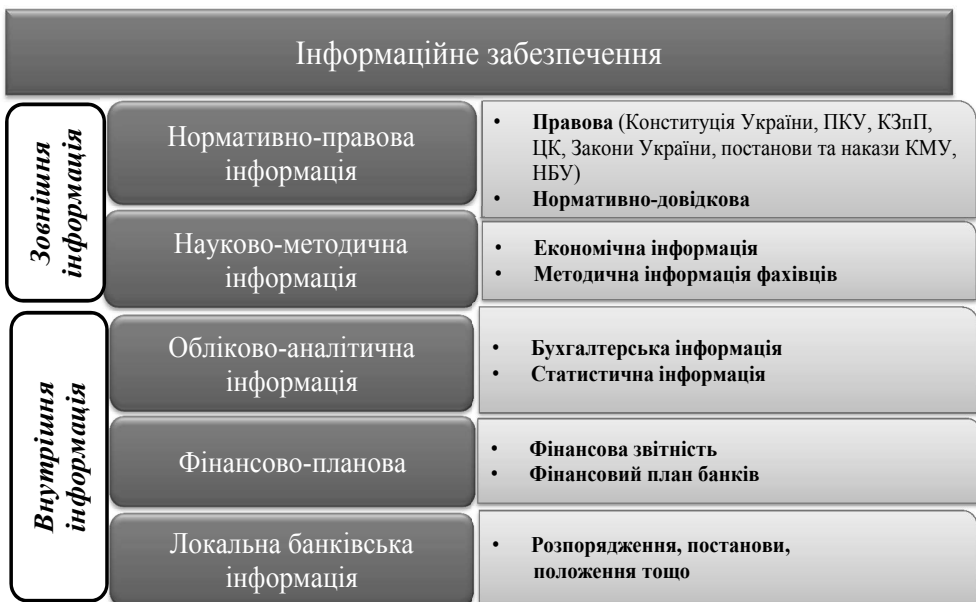 Інформаційне забезпечення
Зовнішня
інформація
Нормативно-правова
інформація
• Правова (Конституція України, ПКУ, КЗпП,
ЦК, Закони України, постанови та накази КМУ,
НБУ)
• Нормативно-довідкова
Науково-методична
інформація
• Економічна інформація
• Методична інформація фахівців
Внутрішня
інформація
Обліково-аналітична
інформація
• Бухгалтерська інформація
• Статистична інформація
Фінансово-планова
• Фінансова звітність
• Фінансовий план банків
Локальна банківська
інформація
• Розпорядження, постанови,
положення тощо